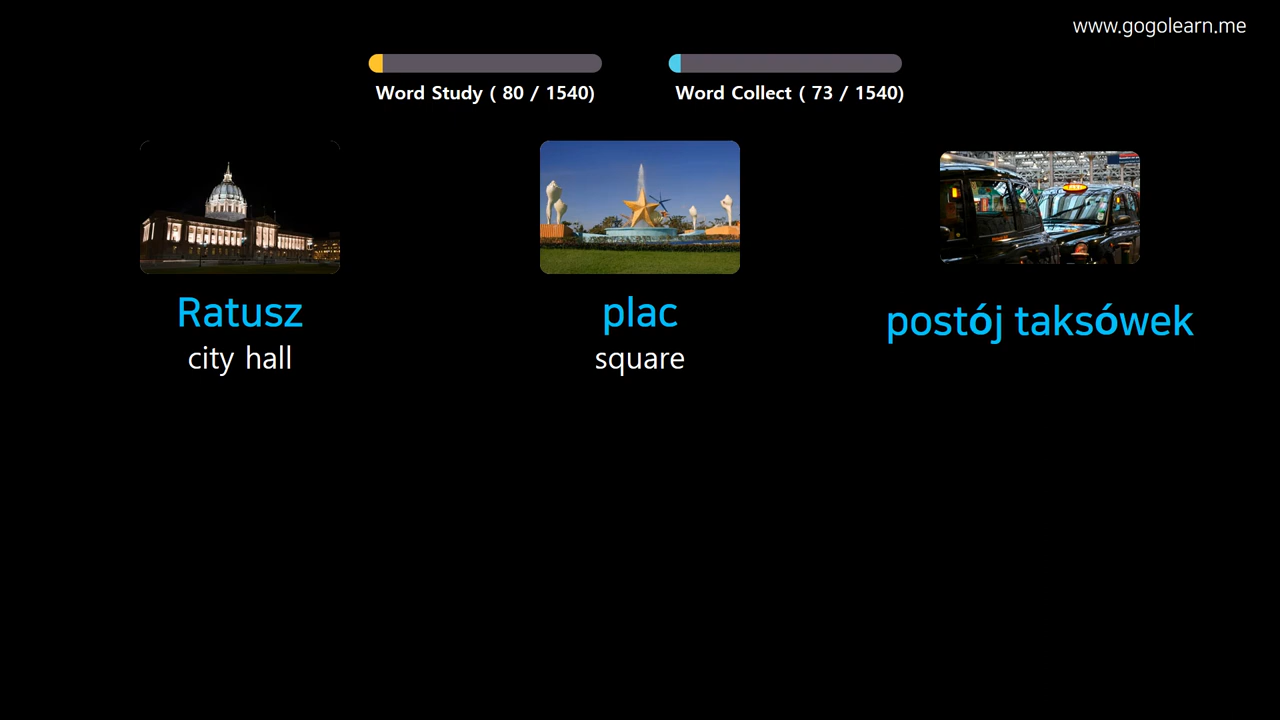 www.gogolearn.me
Word Study ( 80 / 1540)
Word Collect ( 73 / 1540)
Ratusz
city hall
plac
square
postój taksówek